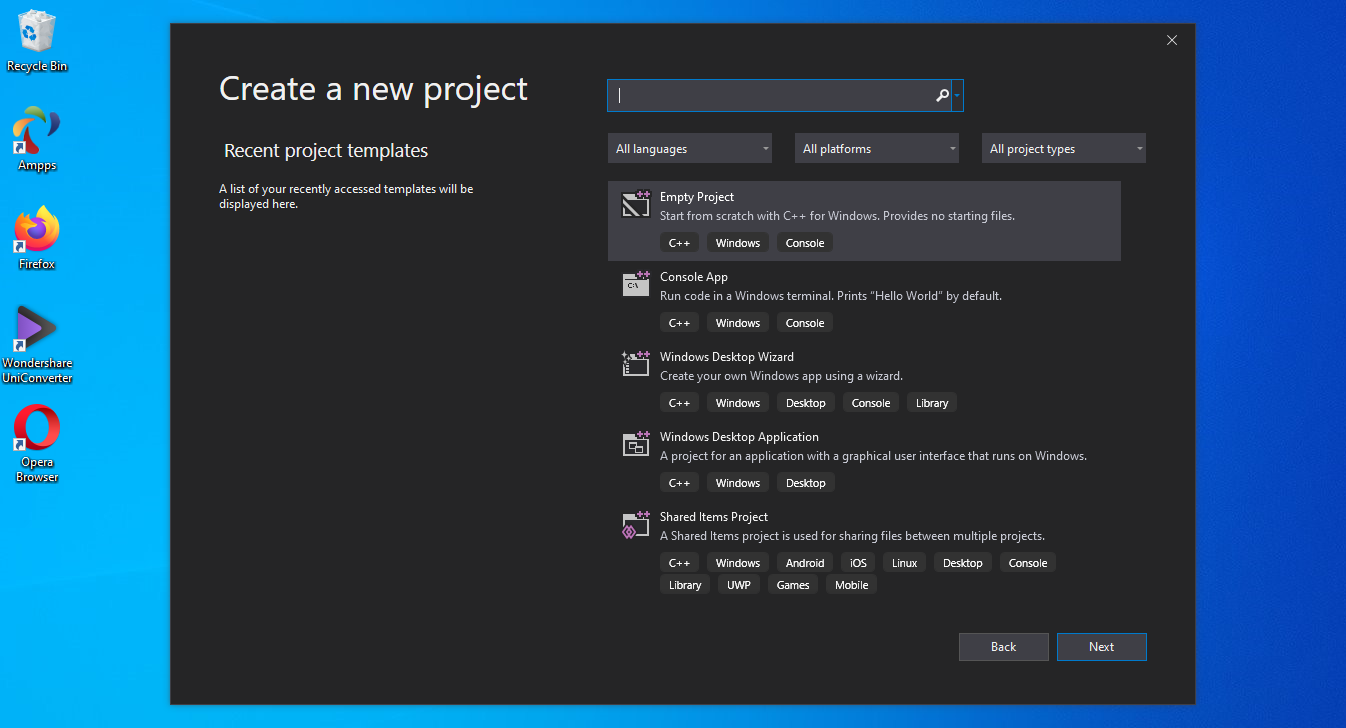 Recycle Bin
Ampps
Firefox
Wondershare
UniConverter
Opera
Browser
Create a new project
Recent project templates
A list of your recently accessed templates will be
displayed here.
All languages
All platforms
All project types
Empty Project
Start from scratch with C++ for Windows. Provides no starting files.
C++ Windows Console
Console App
Run code in a Windows terminal. Prints "Hello World" by default.
C++ Windows Console
Windows Desktop Wizard
Create your own Windows app using a wizard.
C++ Windows Desktop Console Library
Windows Desktop Application
A project for an application with a graphical user interface that runs on Windows.
C++ Windows Desktop
Shared Items Project
A Shared Items project is used for sharing files between multiple projects.
C++ Windows Android iOS Linux Desktop Console
Library UWP Games Mobile
Back
Next